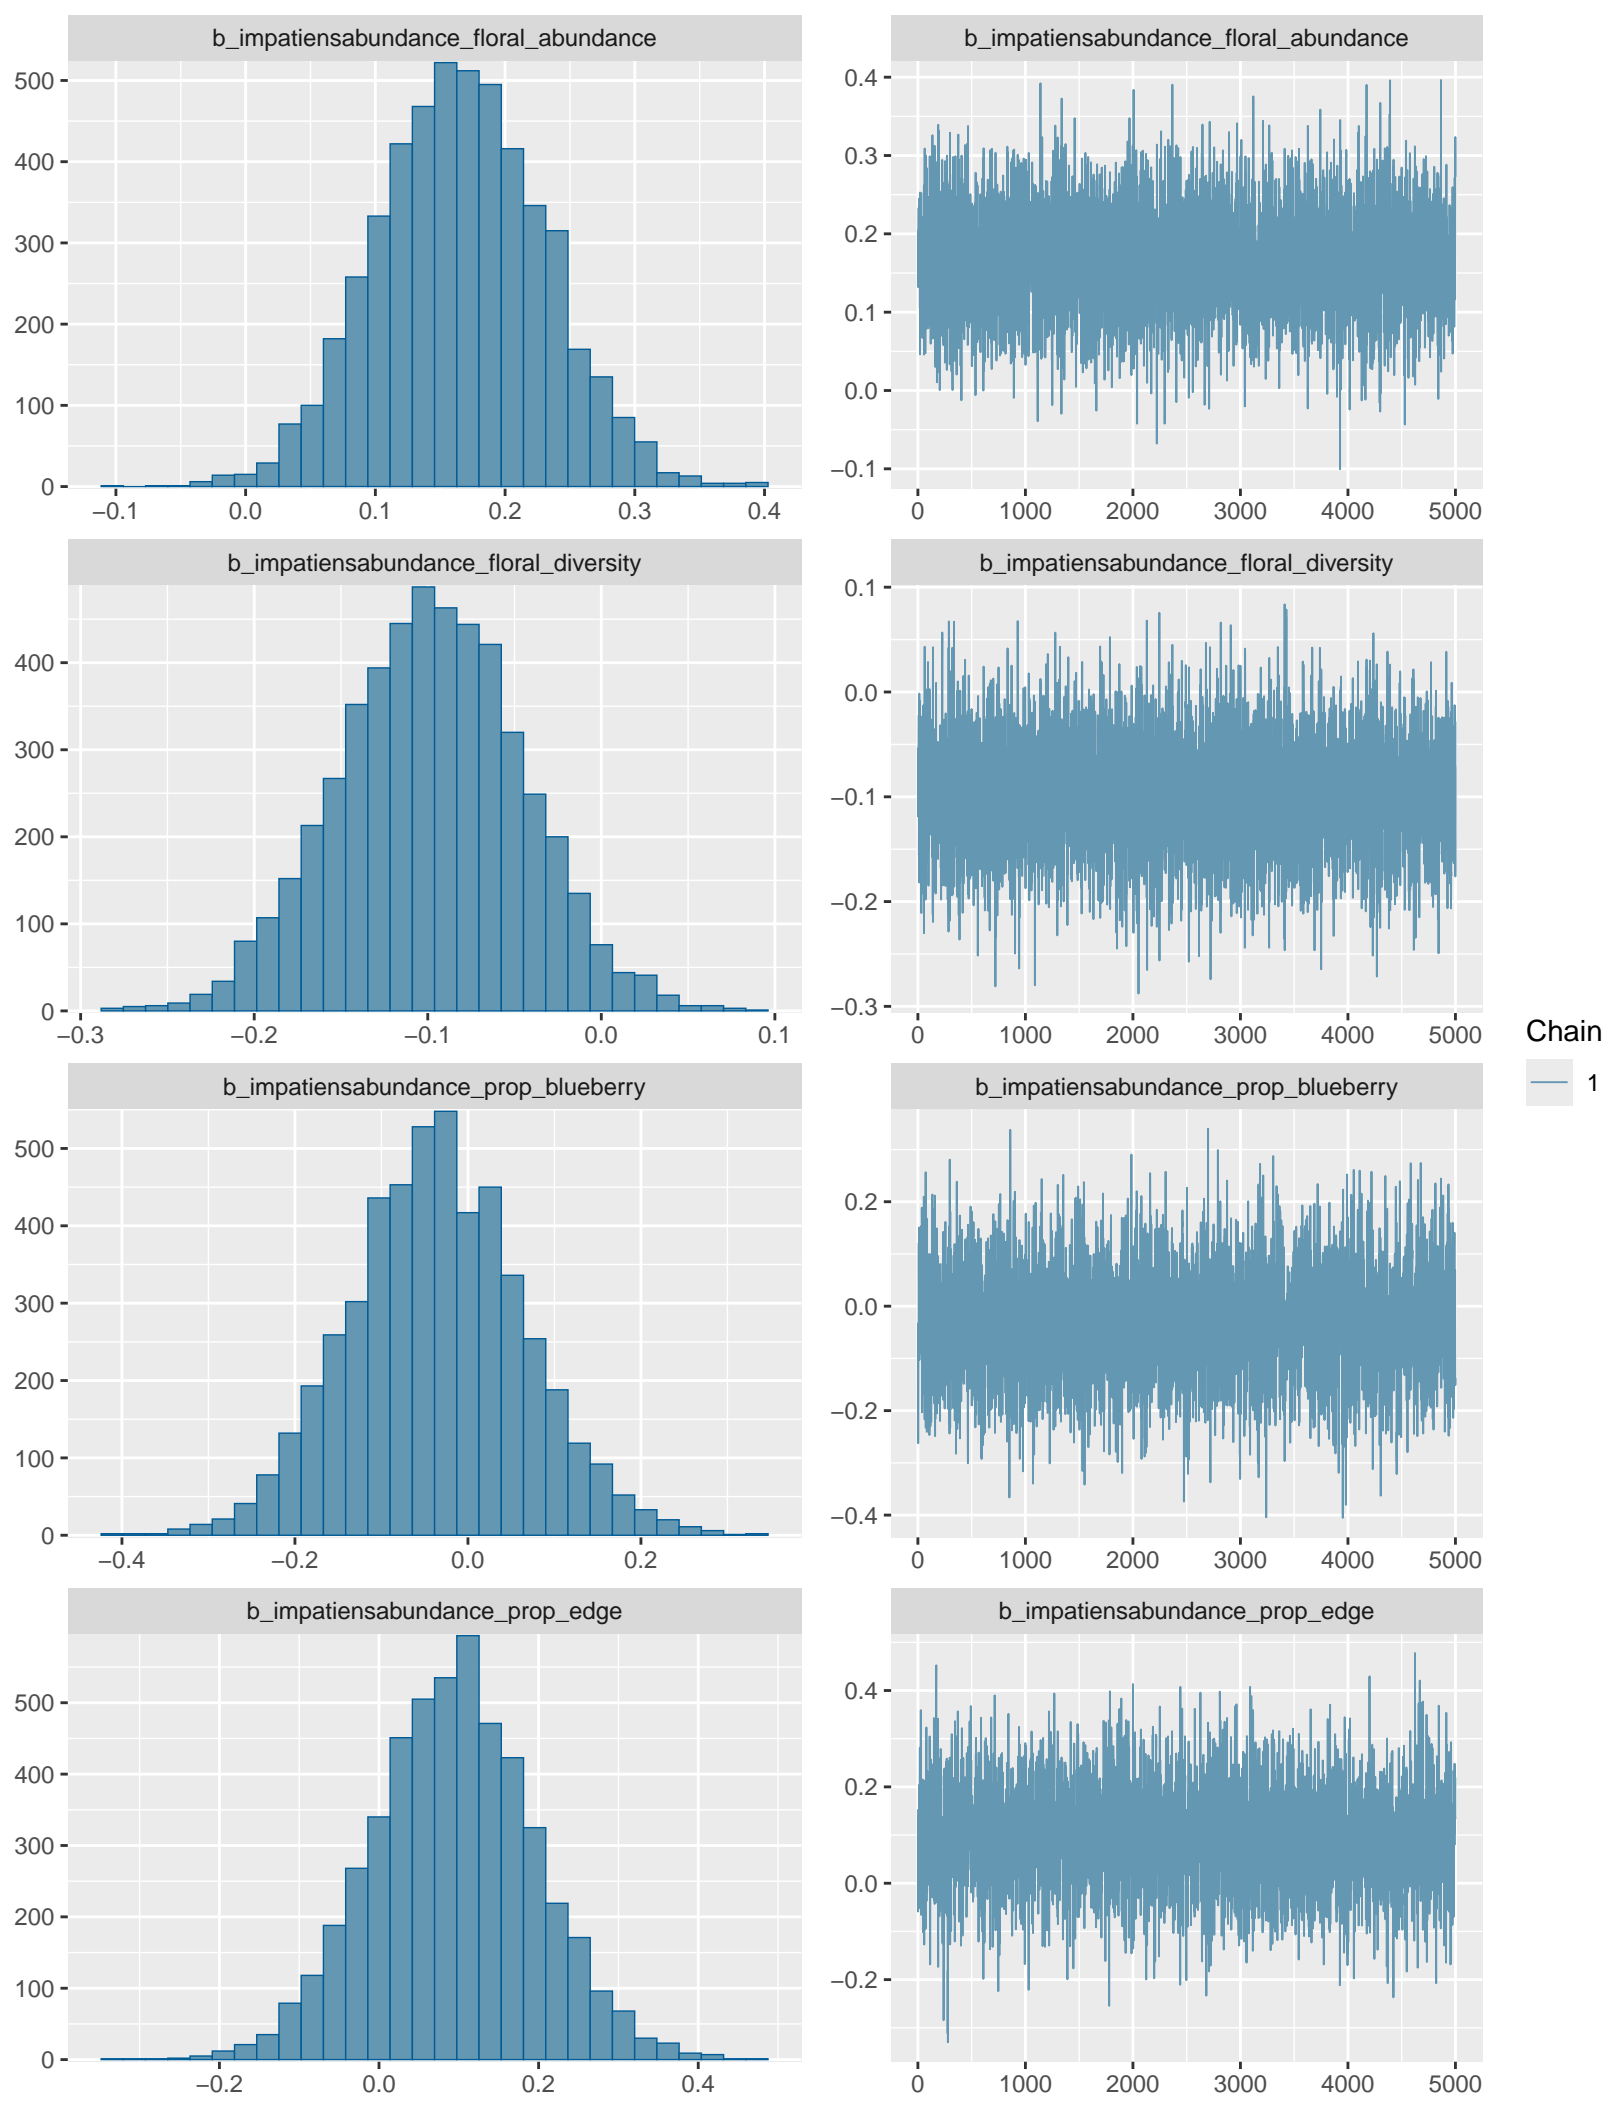 b_impatiensabundance_floral_abundance
500
400
300
200
100
0
−0.1 0.0 0.1 0.2 0.3 0.4
b_impatiensabundance_floral_abundance
0.4
0.3
0.2
0.1
0.0
−0.1
0 1000 2000 3000 4000 5000
b_impatiensabundance_floral_diversity
400
300
200
100
0
−0.3 −0.2 −0.1 0.0 0.1
b_impatiensabundance_floral_diversity
0.1
0.0
−0.1
−0.2
−0.3
0 1000 2000 3000 4000 5000
b_impatiensabundance_prop_blueberry
500
400
300
200
100
0
−0.4 −0.2 0.0 0.2
b_impatiensabundance_prop_blueberry
0.2
0.0
−0.2
−0.4
0 1000 2000 3000 4000 5000
b_impatiensabundance_prop_edge
500
400
300
200
100
0
−0.2 0.0 0.2 0.4
b_impatiensabundance_prop_edge
0.4
0.2
0.0
−0.2
0 1000 2000 3000 4000 5000
Chain
1